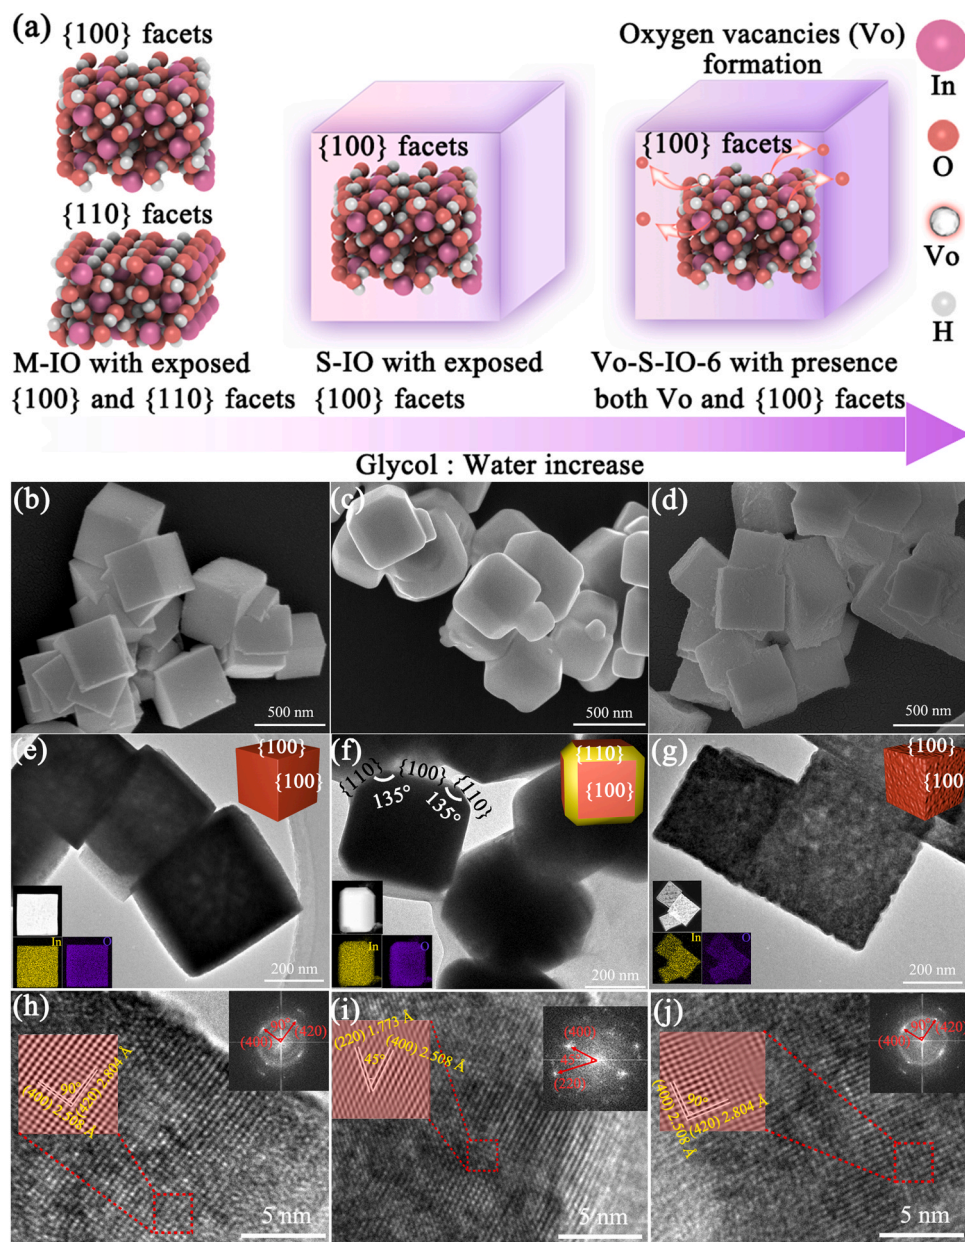 (a)
{100} facets
{110} facets
M-IO with exposed
{100} and {110} facets
{100} facets
S-IO with exposed
{100} facets
Oxygen vacancies (Vo)
formation
{100} facets
Vo-S-IO-6 with presence
both Vo and {100} facets
In
O
Vo
H
Glycol : Water increase
(b)
500 nm
(c)
500 nm
(d)
500 nm
(e)
{100}
{100}
In
O
200 nm
(f)
{110}
{100}
{110}
135°
135°
{110}
{100}
In
O
200 nm
(g)
{100}
{100}
In
O
200 nm
(h)
90°
(400) 2.508 Å
(420) 2.804 Å
90°
(400)
(420)
5 nm
(i)
(220) 1.773 Å
(400) 2.508 Å
45°
(400)
45°
(220)
5 nm
(j)
90°
(400) 2.508 Å
(420) 2.804 Å
90°
(400)
(420)
5 nm